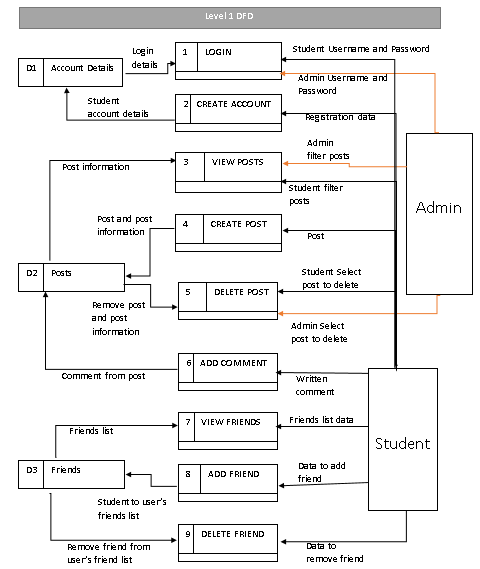 Level 1 DFD
1 LOGIN
Student Username and Password
Login
details
D1 Account Details
Admin Username and
Password
Student
account details
2 CREATE ACCOUNT
Registration data
Admin
filter posts
Post information
3 VIEW POSTS
Student filter
posts
Admin
Post and post
information
4 CREATE POST
Post
D2 Posts
Student Select
post to delete
5 DELETE POST
Remove post
and post
information
Admin Select
post to delete
6 ADD COMMENT
Comment from post
Written
comment
Friends list
7 VIEW FRIENDS
Friends list data
Student
D3 Friends
8 ADD FRIEND
Data to add
friend
Student to user's
friends list
9 DELETE FRIEND
Remove friend from
user's friend list
Data to
remove friend